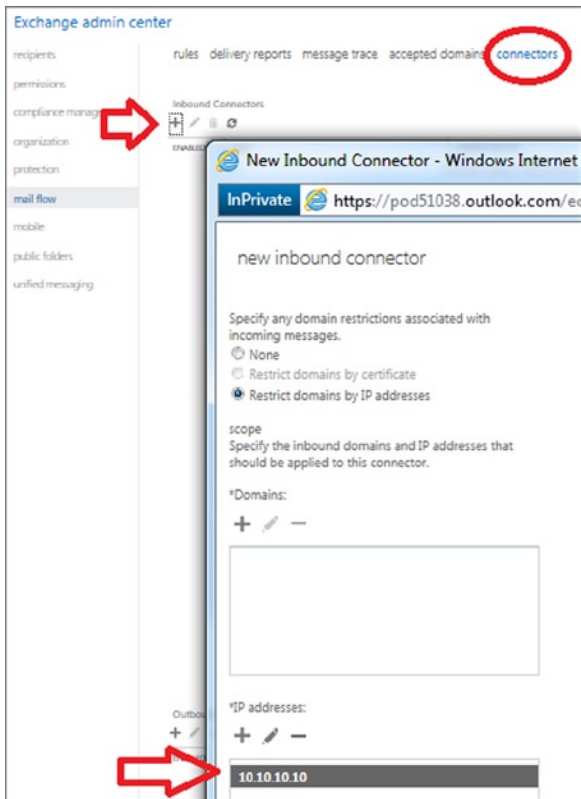 Exchange admin center
recipients
permissions
compliance manag
organization
protection
mail flow
mobile
public folders
unified messaging
rules delivery reports message trace accepted domains connectors
Inbound Connectors
ENABLED
New Inbound Connector - Windows Internet
InPrivate https://pod51038.outlook.com/ec
new inbound connector
Specify any domain restrictions associated with
incoming messages.
None
Restrict domains by certificate
Restrict domains by IP addresses
scope
Specify the inbound domains and IP addresses that
should be applied to this connector.
*Domains:
*IP addresses:
10.10.10.10
Outbou